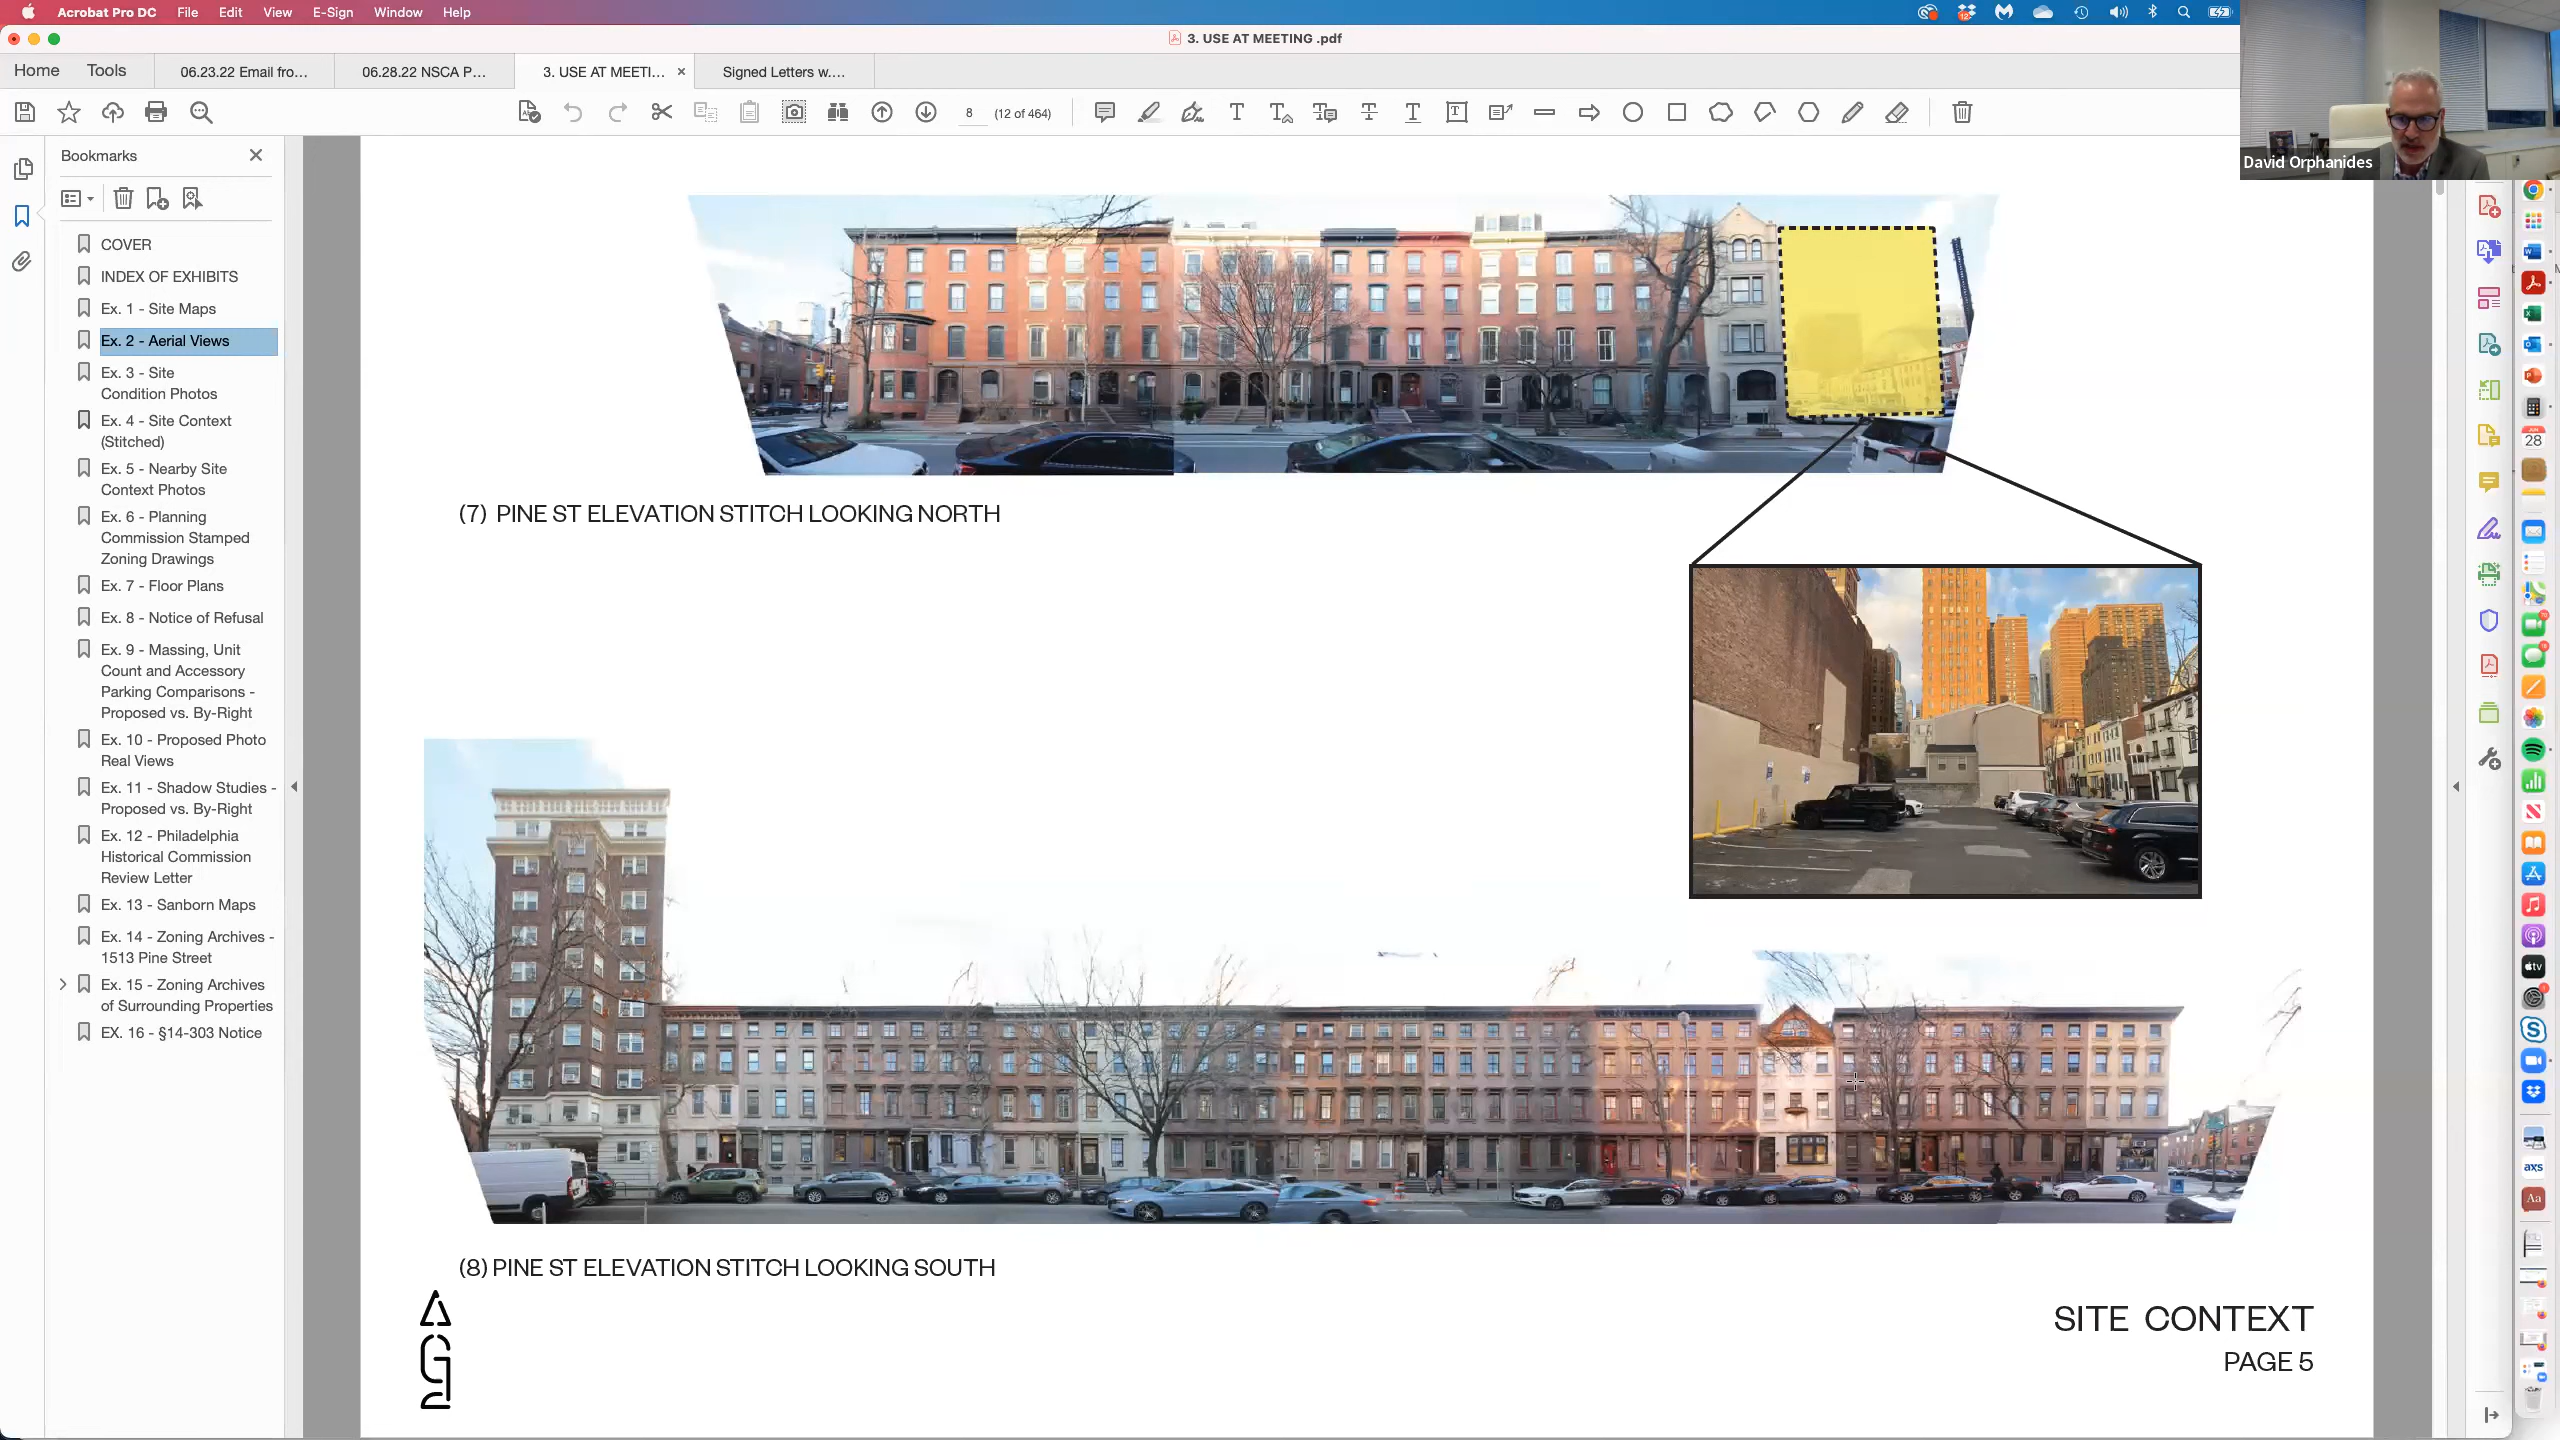 Acrobat Pro DC File Edit View E-Sign Window Help
3. USE AT MEETING .pdf
David Orphanides
Home Tools 06.23.22 Email fro... 06.28.22 NSCA P... 3. USE AT MEETI... × Signed Letters w....
8 (12 of 464)
Bookmarks
COVER
INDEX OF EXHIBITS
Ex. 1 - Site Maps
Ex. 2 - Aerial Views
Ex. 3 - Site
Condition Photos
Ex. 4 - Site Context
(Stitched)
Ex. 5 - Nearby Site
Context Photos
Ex. 6 - Planning
Commission Stamped
Zoning Drawings
Ex. 7 - Floor Plans
Ex. 8 - Notice of Refusal
Ex. 9 - Massing, Unit
Count and Accessory
Parking Comparisons -
Proposed vs. By-Right
Ex. 10 - Proposed Photo
Real Views
Ex. 11 - Shadow Studies -
Proposed vs. By-Right
Ex. 12 - Philadelphia
Historical Commission
Review Letter
Ex. 13 - Sanborn Maps
Ex. 14 - Zoning Archives -
1513 Pine Street
Ex. 15 - Zoning Archives
of Surrounding Properties
EX. 16 - §14-303 Notice
(7) PINE ST ELEVATION STITCH LOOKING NORTH
(8) PINE ST ELEVATION STITCH LOOKING SOUTH
SITE CONTEXT
PAGE 5
28
tv
axs
Aa